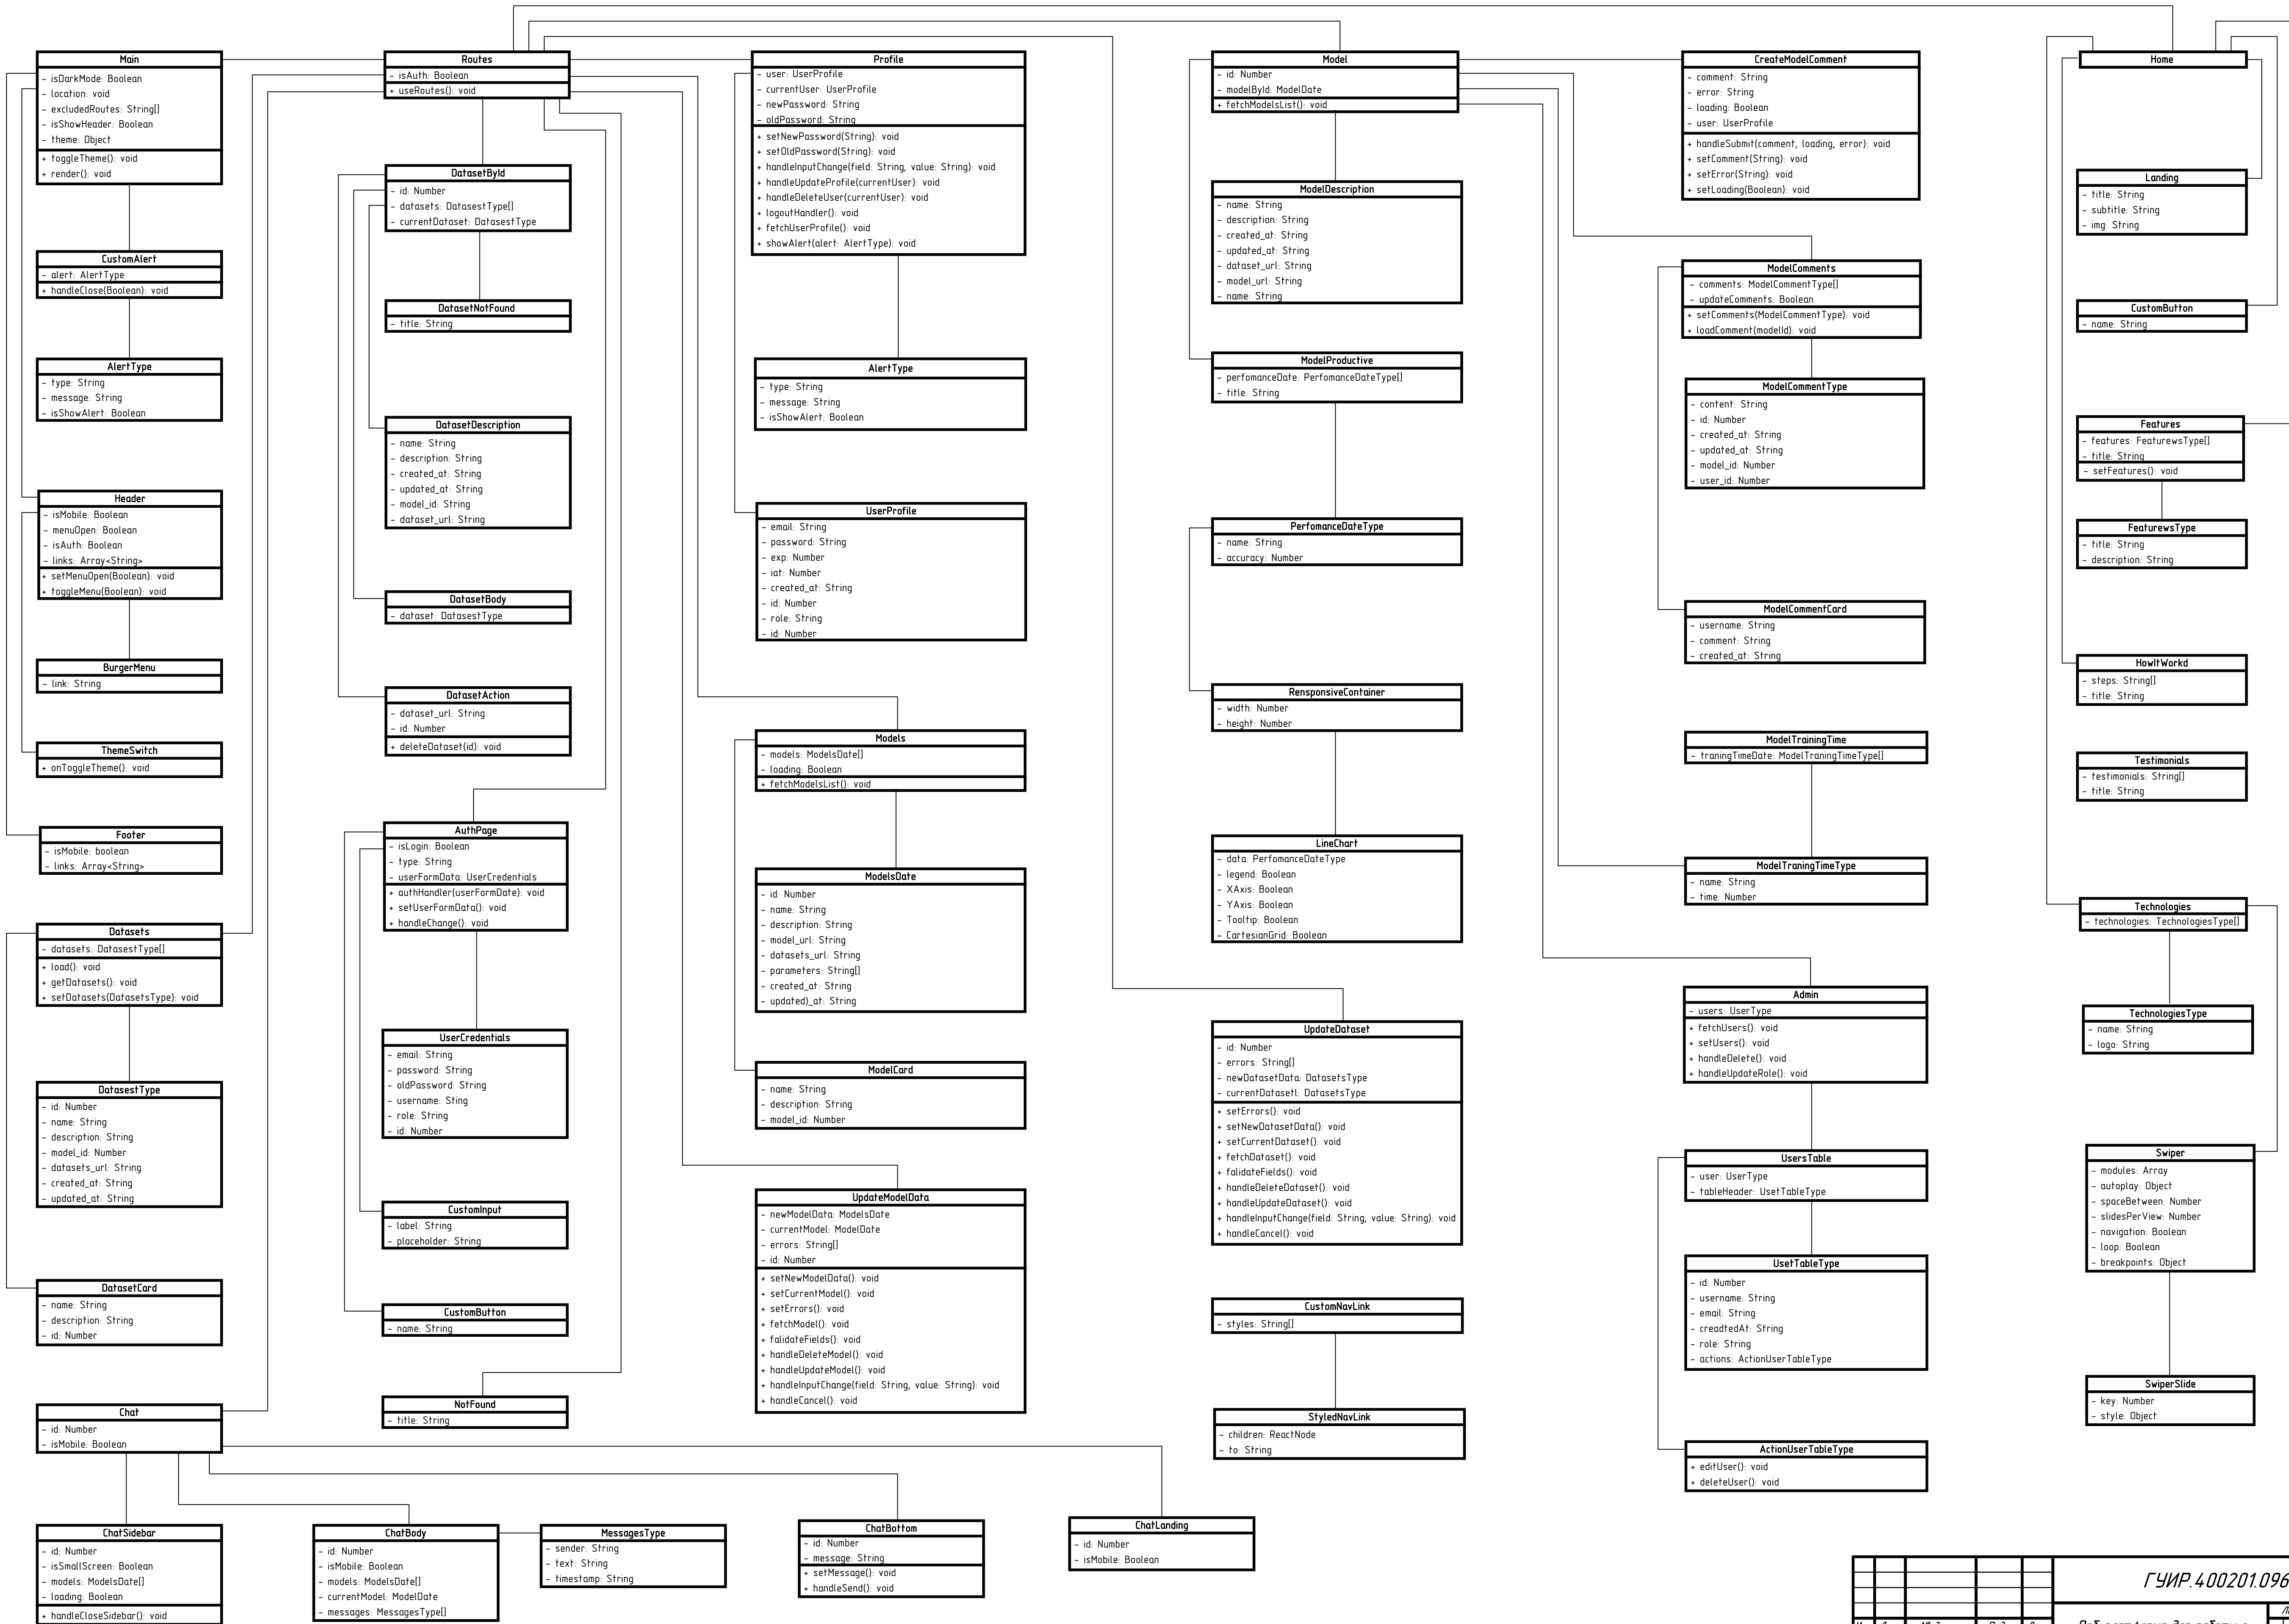 Main
- isDarkMode: Boolean
- location: void
- excludedRoutes: String[]
- isShowHeader: Boolean
- theme: Object
+ toggleTheme(): void
+ render(): void
CustomAlert
- alert: AlertType
+ handleClose(Boolean): void
AlertType
- type: String
- message: String
- isShowAlert: Boolean
Header
- isMobile: Boolean
- menuOpen: Boolean
- isAuth: Boolean
- links: Array<String>
+ setMenuOpen(Boolean): void
+ toggleMenu(Boolean): void
BurgerMenu
- link: String
ThemeSwitch
+ onToggleTheme(): void
Footer
- isMobile: boolean
- links: Array<String>
Datasets
- datasets: DatasestType[]
+ load(): void
+ getDatasets(): void
+ setDatasets(DatasetsType): void
DatasestType
- id: Number
- name: String
- description: String
- model_id: Number
- datasets_url: String
- created_at: String
- updated_at: String
DatasetCard
- name: String
- description: String
- id: Number
Chat
- id: Number
- isMobile: Boolean
ChatSidebar
- id: Number
- isSmallScreen: Boolean
- models: ModelsDate[]
- loading: Boolean
+ handleCloseSidebar(): void
Routes
- isAuth: Boolean
+ useRoutes(): void
DatasetById
- id: Number
- datasets: DatasestType[]
- currentDataset: DatasestType
DatasetNotFound
- title: String
DatasetDescription
- name: String
- description: String
- created_at: String
- updated_at: String
- model_id: String
- dataset_url: String
DatasetBody
- dataset: DatasestType
DatasetAction
- dataset_url: String
- id: Number
+ deleteDataset(id): void
AuthPage
- isLogin: Boolean
- type: String
- userFormData: UserCredentials
+ authHandler(userFormDate): void
+ setUserFormData(): void
+ handleChange(): void
UserCredentials
- email: String
- password: String
- oldPassword: String
- username: Sting
- role: String
- id: Number
CustomInput
- label: String
- placeholder: String
CustomButton
- name: String
NotFound
- title: String
ChatBody
- id: Number
- isMobile: Boolean
- models: ModelsDate[]
- currentModel: ModelDate
- messages: MessagesType[]
MessagesType
- sender: String
- text: String
- timestamp: String
Profile
- user: UserProfile
- currentUser: UserProfile
- newPassword: String
- oldPassword: String
+ setNewPassword(String): void
+ setOldPassword(String): void
+ handleInputChange(field: String, value: String): void
+ handleUpdateProfile(currentUser): void
+ handleDeleteUser(currentUser): void
+ logoutHandler(): void
+ fetchUserProfile(): void
+ showAlert(alert: AlertType): void
AlertType
- type: String
- message: String
- isShowAlert: Boolean
UserProfile
- email: String
- password: String
- exp: Number
- iat: Number
- created_at: String
- id: Number
- role: String
- id: Number
Models
- models: ModelsDate[]
- loading: Boolean
+ fetchModelsList(): void
ModelsDate
- id: Number
- name: String
- description: String
- model_url: String
- datasets_url: String
- parameters: String[]
- created_at: String
- updated)_at: String
ModelCard
- name: String
- description: String
- model_id: Number
UpdateModelData
- newModelData: ModelsDate
- currentModel: ModelDate
- errors: String[]
- id: Number
+ setNewModelData(): void
+ setCurrentModel(): void
+ setErrors(): void
+ fetchModel(): void
+ falidateFields(): void
+ handleDeleteModel(): void
+ handleUpdateModel(): void
+ handleInputChange(field: String, value: String): void
+ handleCancel(): void
ChatBottom
- id: Number
- message: String
+ setMessage(): void
+ handleSend(): void
ChatLanding
- id: Number
- isMobile: Boolean
Model
- id: Number
- modelById: ModelDate
+ fetchModelsList(): void
ModelDescription
- name: String
- description: String
- created_at: String
- updated_at: String
- dataset_url: String
- model_url: String
- name: String
ModelProductive
- perfomanceDate: PerfomanceDateType[]
- title: String
PerfomanceDateType
- name: String
- accuracy: Number
RensponsiveContainer
- width: Number
- height: Number
LineChart
- data: PerfomanceDateType
- legend: Boolean
- XAxis: Boolean
- YAxis: Boolean
- Tooltip: Boolean
- CartesianGrid: Boolean
UpdateDataset
- id: Number
- errors: String[]
- newDatasetData: DatasetsType
- currentDatasetl: DatasetsType
+ setErrors(): void
+ setNewDatasetData(): void
+ setCurrentDataset(): void
+ fetchDataset(): void
+ falidateFields(): void
+ handleDeleteDataset(): void
+ handleUpdateDataset(): void
+ handleInputChange(field: String, value: String): void
+ handleCancel(): void
CustomNavLink
- styles: String[]
StyledNavLink
- children: ReactNode
- to: String
CreateModelComment
- comment: String
- error: String
- loading: Boolean
- user: UserProfile
+ handleSubmit(comment, loading, error): void
+ setComment(String): void
+ setError(String): void
+ setLoading(Boolean): void
ModelComments
- comments: ModelCommentType[]
- updateComments: Boolean
+ setComments(ModelCommentType): void
+ loadComment(modelId): void
ModelCommentType
- content: String
- id: Number
- created_at: String
- updated_at: String
- model_id: Number
- user_id: Number
ModelCommentCard
- username: String
- comment: String
- created_at: String
ModelTrainingTime
- traningTimeDate: ModelTraningTimeType[]
ModelTraningTimeType
- name: String
- time: Number
Admin
- users: UserType
+ fetchUsers(): void
+ setUsers(): void
+ handleDelete(): void
+ handleUpdateRole(): void
UsersTable
- user: UserType
- tableHeader: UsetTableType
UsetTableType
- id: Number
- username: String
- email: String
- creadtedAt: String
- role: String
- actions: ActionUserTableType
ActionUserTableType
+ editUser(): void
+ deleteUser(): void
Home
Landing
- title: String
- subtitle: String
- img: String
CustomButton
- name: String
Features
- features: FeaturewsType[]
- title: String
- setFeatures(): void
FeaturewsType
- title: String
- description: String
HowItWorkd
- steps: String[]
- title: String
Testimonials
- testimonials: String[]
- title: String
Technologies
- technologies: TechnologiesType[]
TechnologiesType
- name: String
- logo: String
Swiper
- modules: Array
- autoplay: Object
- spaceBetween: Number
- slidesPerView: Number
- navigation: Boolean
- loop: Boolean
- breakpoints: Object
SwiperSlide
- key: Number
- style: Object
ГУИР.400201.096